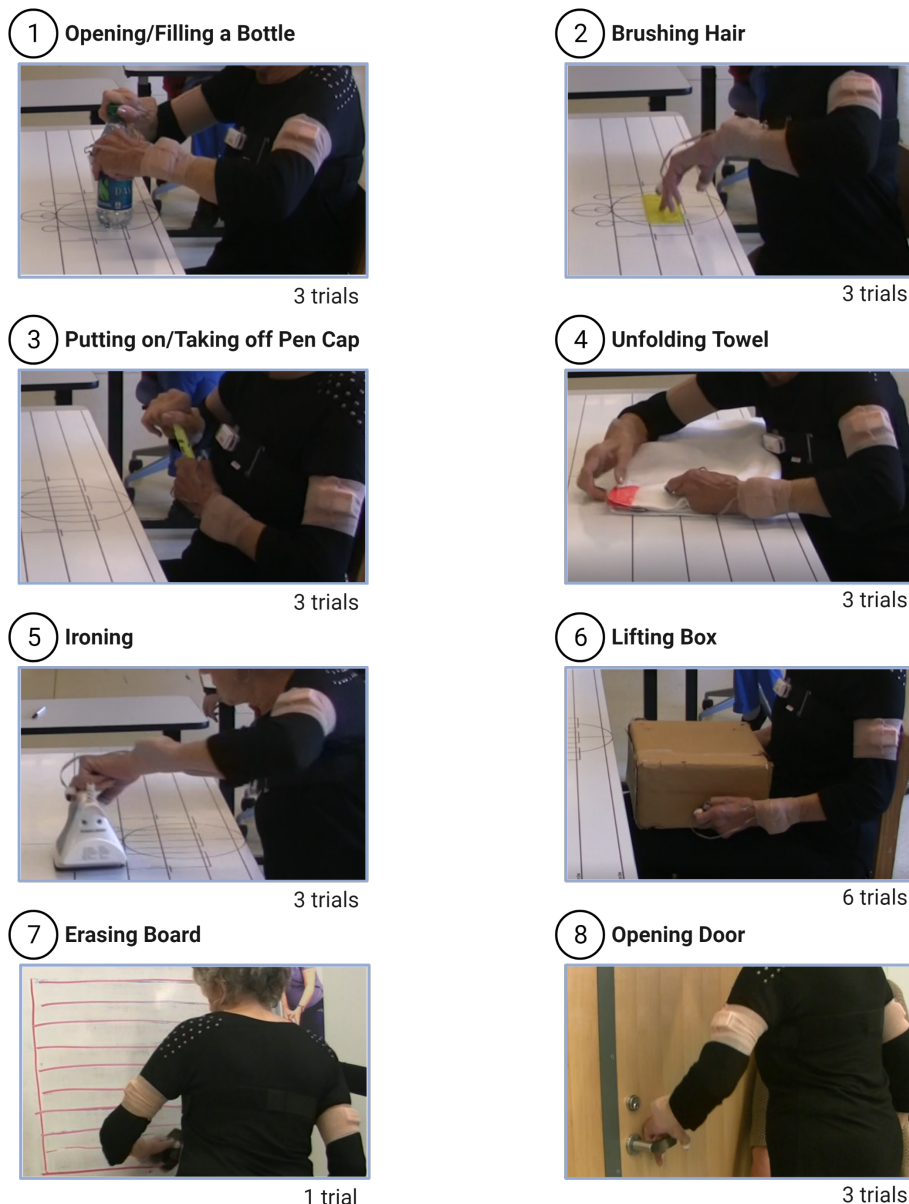 1 Opening/Filling a Bottle
2 Brushing Hair
3 trials
3 trials
3 Putting on/Taking off Pen Cap
4 Unfolding Towel
3 trials
3 trials
5 Ironing
6 Lifting Box
3 trials
6 trials
7 Erasing Board
8 Opening Door
1 trial
3 trials